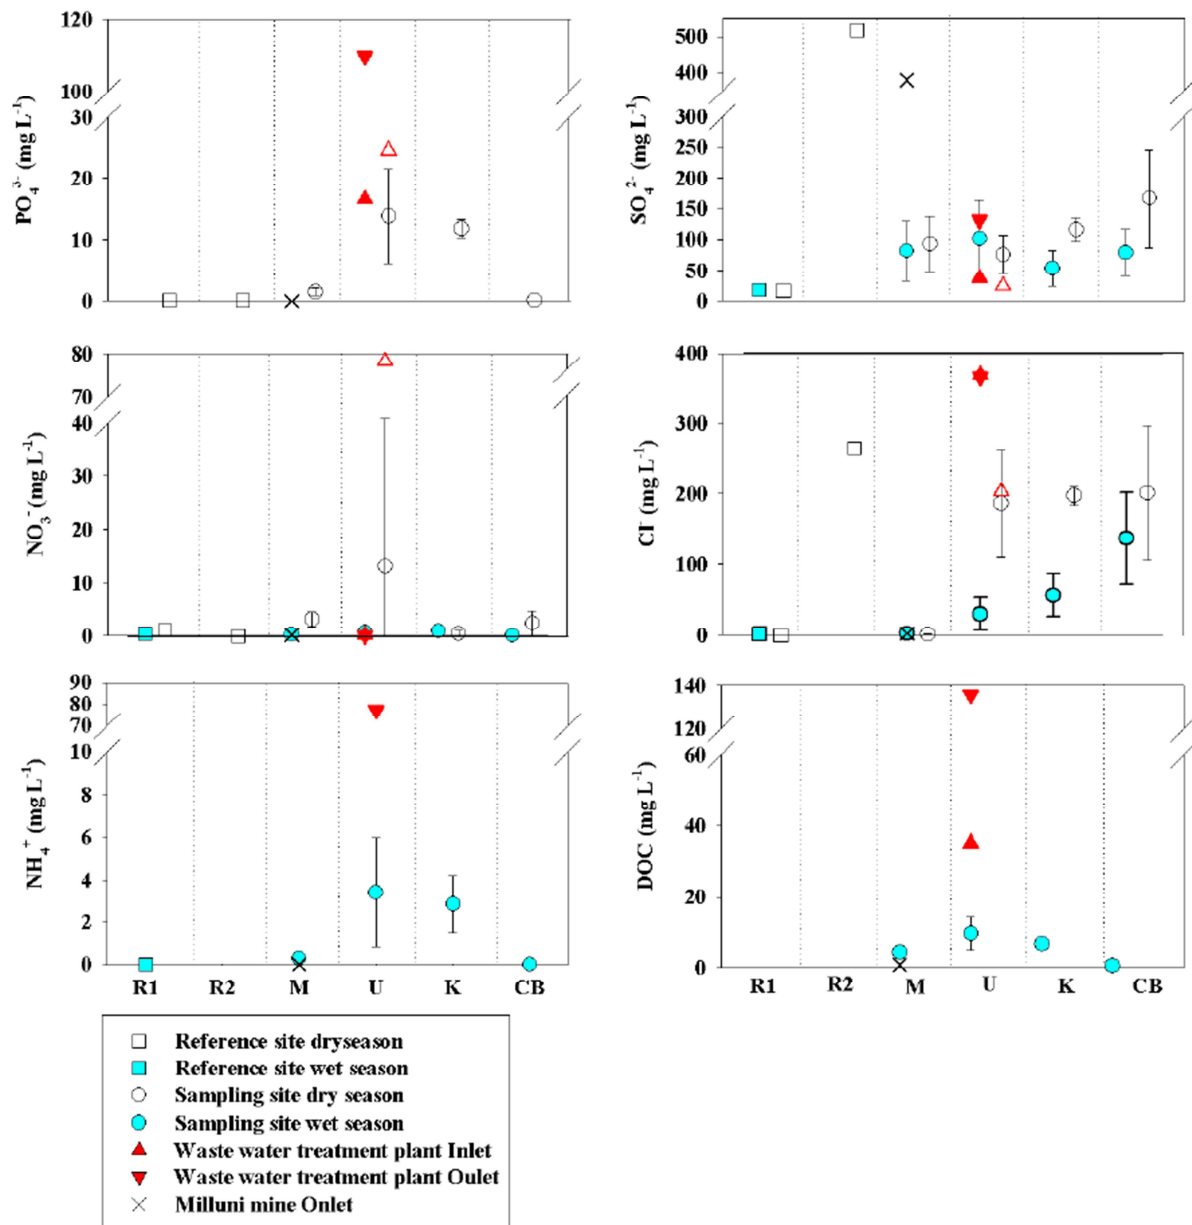 120
100
30
20
10
0
PO₄³⁻ (mg L⁻¹)
500
400
300
250
200
150
100
50
0
SO₄²⁻ (mg L⁻¹)
80
70
40
30
20
10
0
NO₃⁻ (mg L⁻¹)
400
300
200
100
0
Cl⁻ (mg L⁻¹)
90
80
70
10
8
6
4
2
0
NH₄⁺ (mg L⁻¹)
R1 R2 M U K CB
140
120
60
40
20
0
DOC (mg L⁻¹)
R1 R2 M U K CB
Reference site dryseason
Reference site wet season
Sampling site dry season
Sampling site wet season
Waste water treatment plant Inlet
Waste water treatment plant Oulet
Milluni mine Onlet